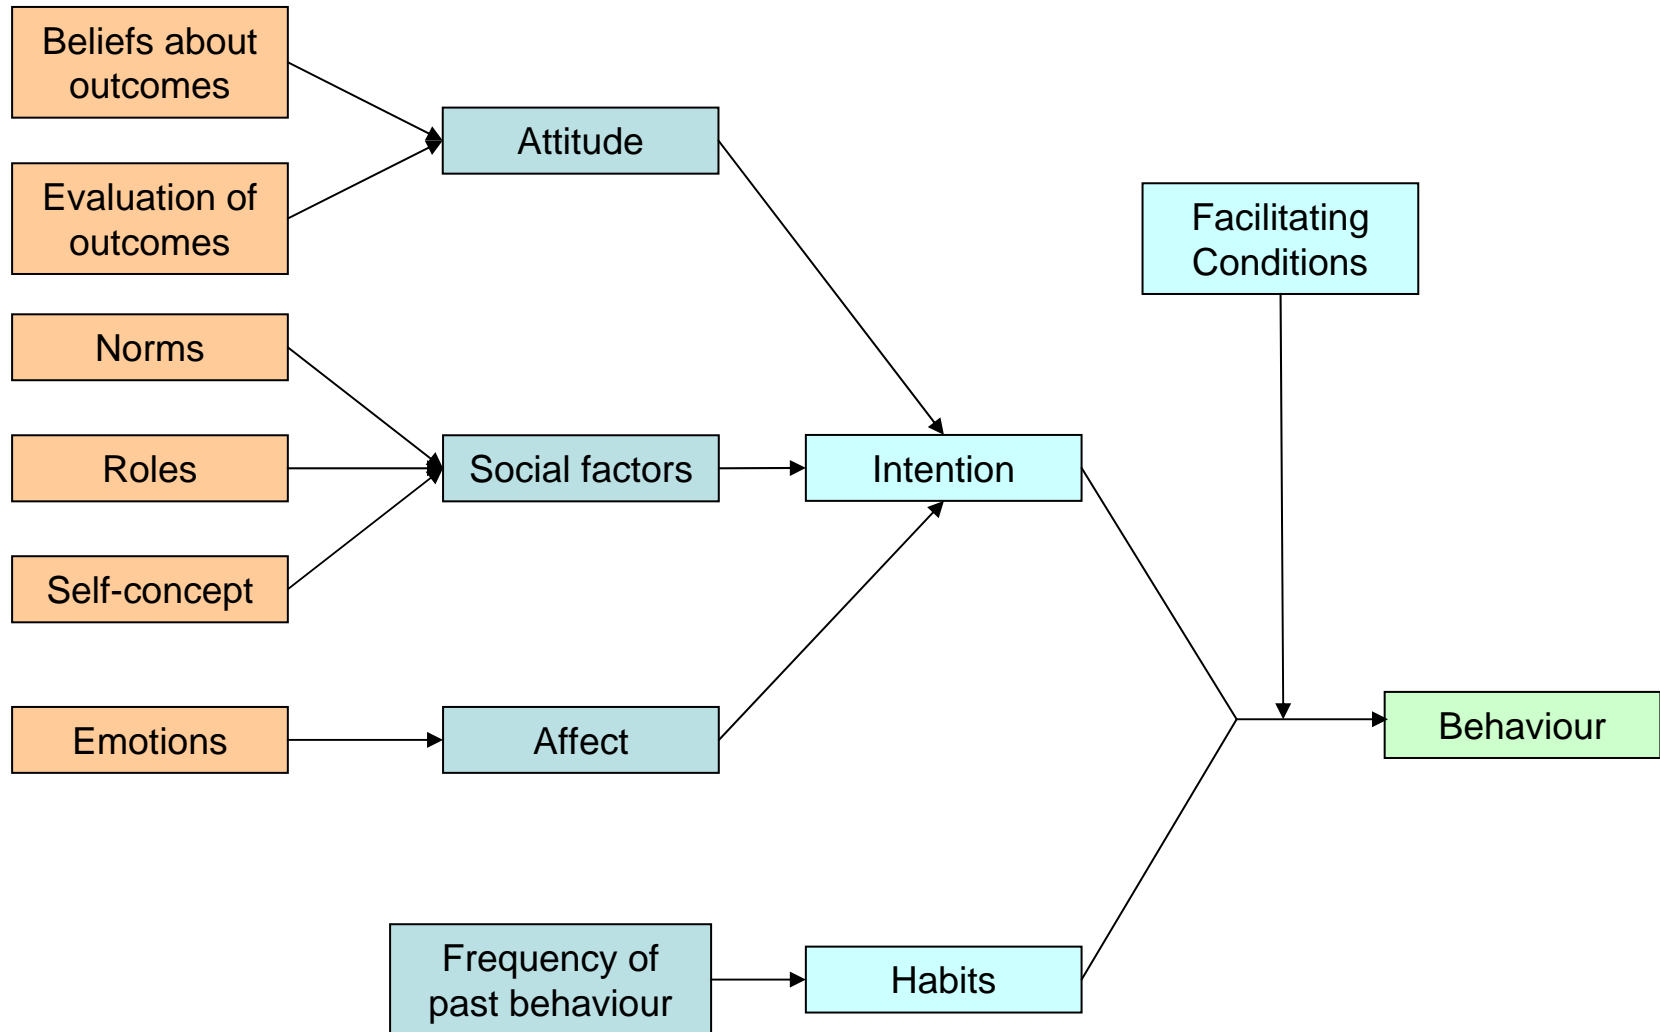 Beliefs about
outcomes
Attitude
Evaluation of
outcomes
Facilitating
Conditions
Norms
Roles
Social factors
Intention
Self-concept
Emotions
Affect
Behaviour
Frequency of
past behaviour
Habits